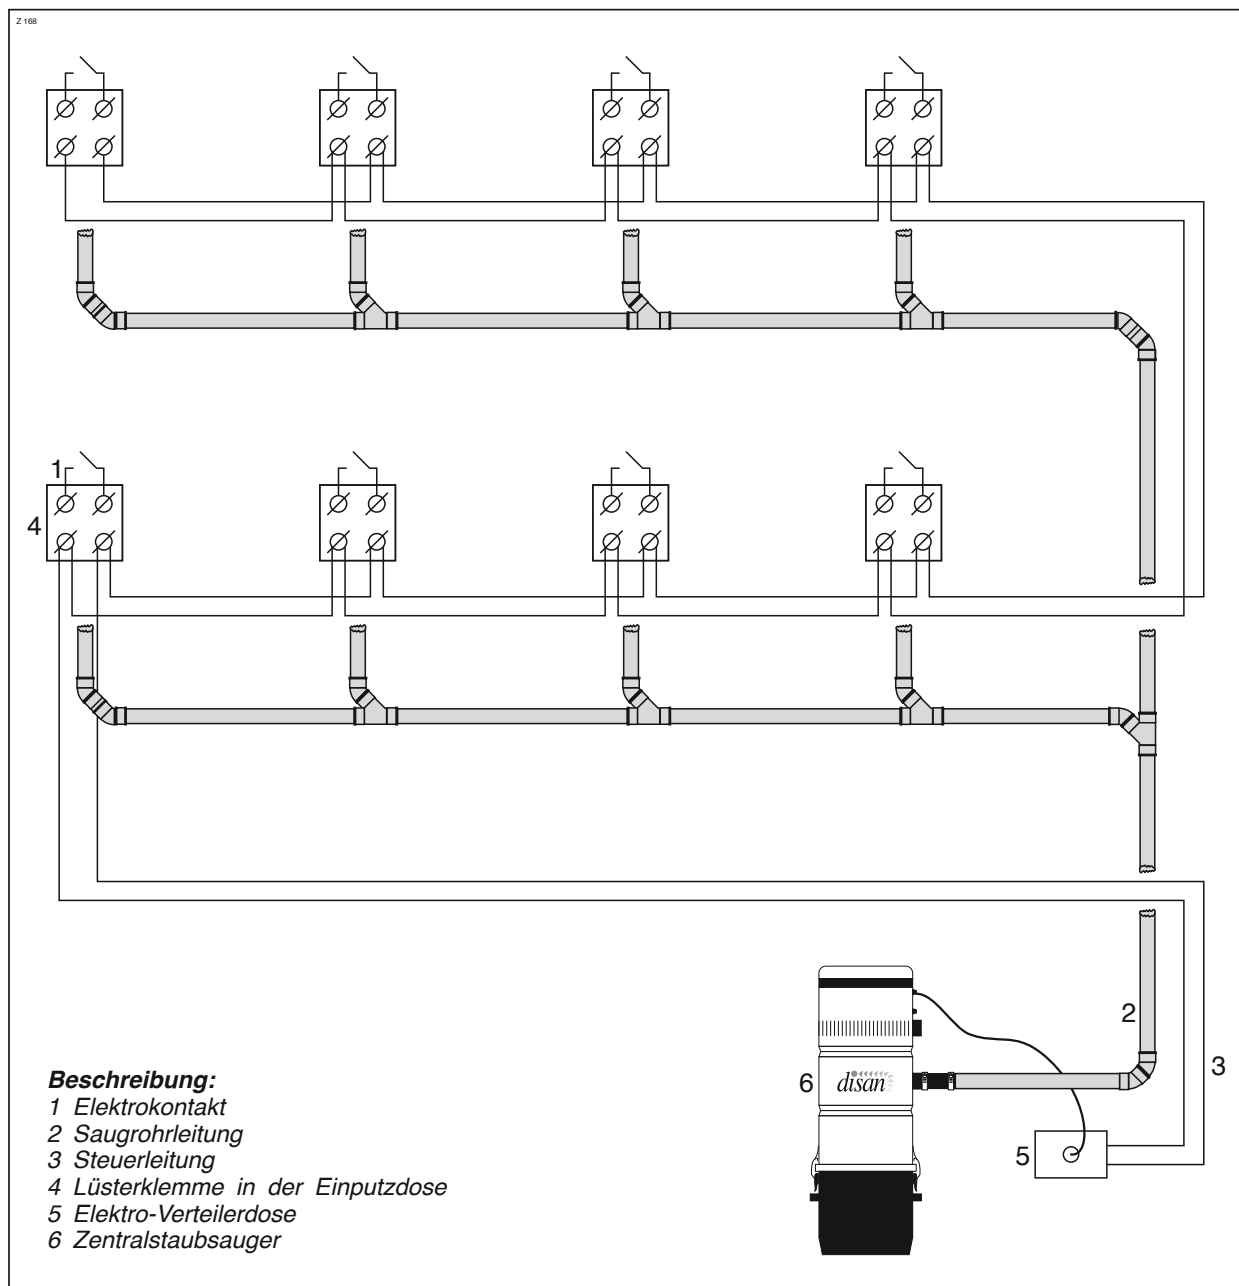 Z 168
1
4
2
3
6
disan
5
Beschreibung:
1 Elektrokontakt
2 Saugrohrleitung
3 Steuerleitung
4 Lüsterklemme in der Einputzdose
5 Elektro-Verteilerdose
6 Zentralstaubsauger